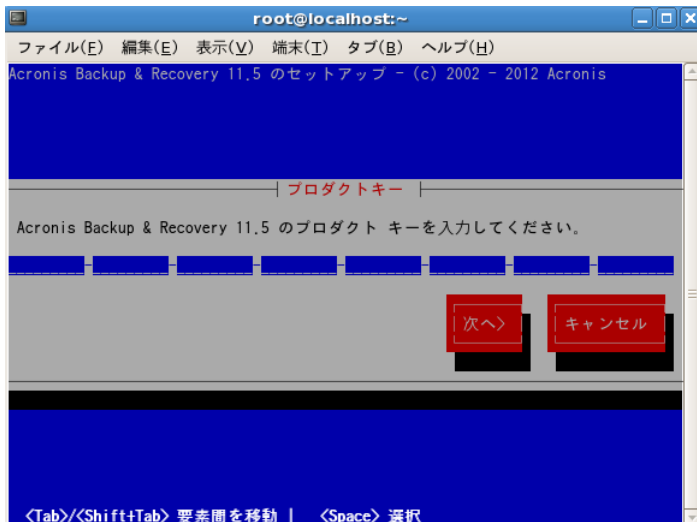 root@localhost:~
ファイル(F) 編集(E) 表示(V) 端末(T) タブ(B) ヘルプ(H)
Acronis Backup & Recovery 11.5 のセットアップ - (c) 2002 - 2012 Acronis
プロダクトキー
Acronis Backup & Recovery 11.5 のプロダクト キーを入力してください。
次へ> キャンセル
<Tab>/<Shift+Tab> 要素間を移動 | <Space> 選択